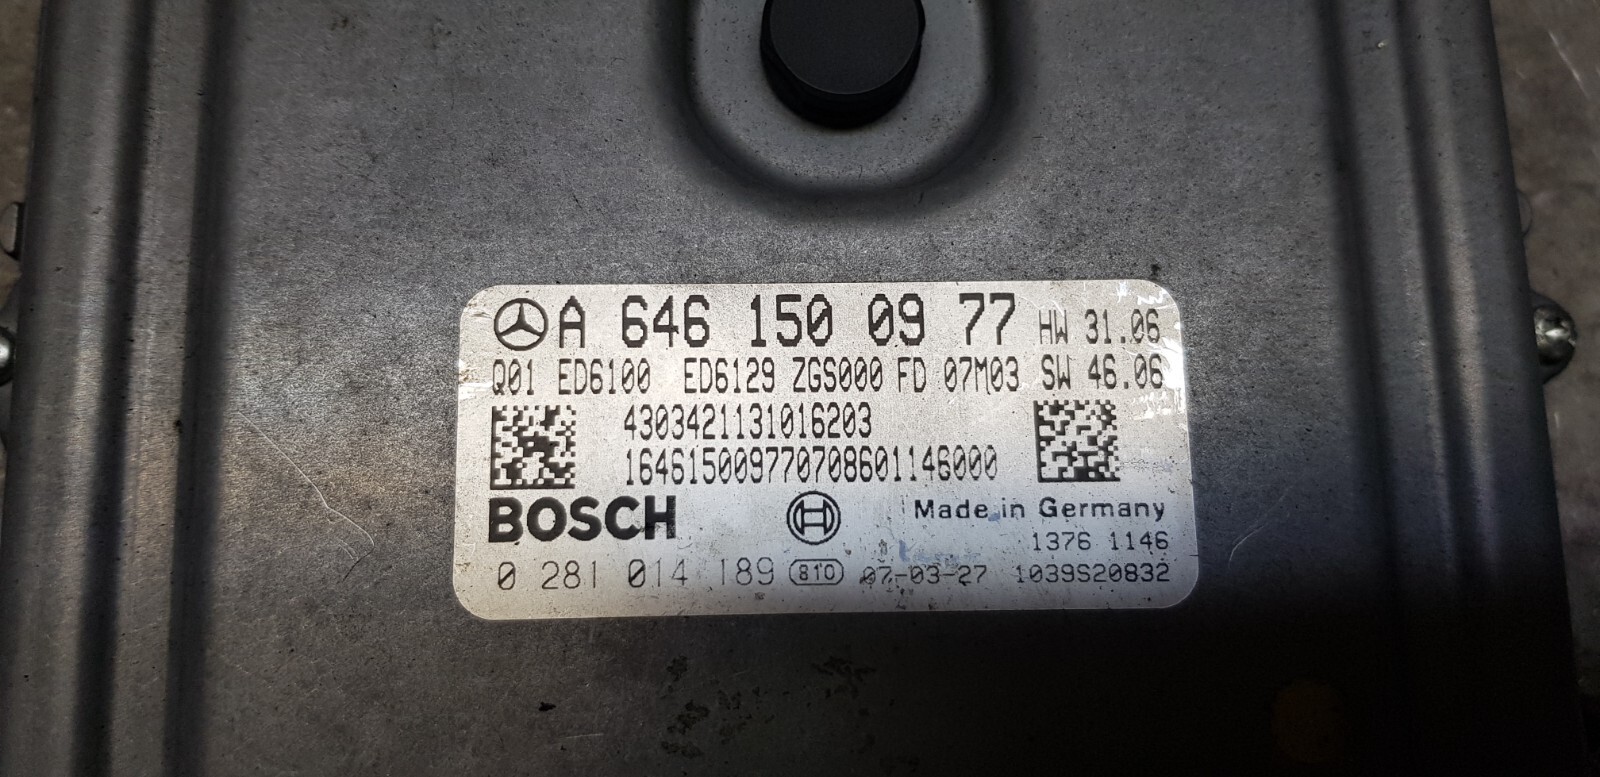 A 646 150 09 77 HW 31.06
Q01 ED6100 ED6129 ZGS000 FD 07M03 SW 46.06
4303421131016203
164615009770708601146000
BOSCH Made in Germany
1376 1146
0 281 014 189 810 07-03-27 1039S20832